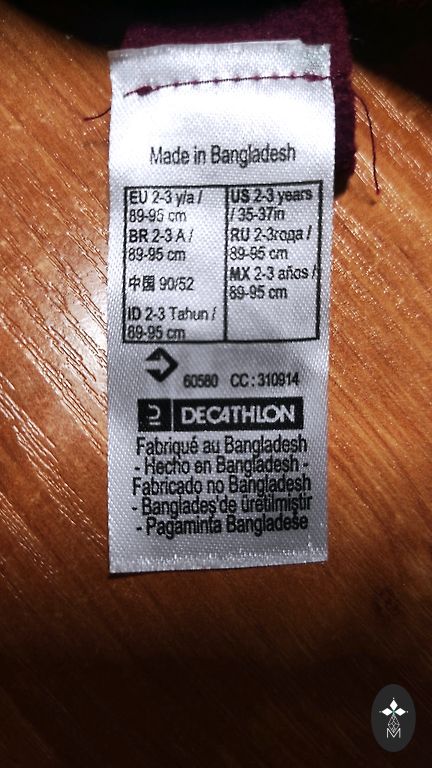 Made in Bangladesh
EU 2-3 y/a /
89-95 cm
BR 2-3 A /
89-95 cm
中国 90/52
ID 2-3 Tahun /
89-95 cm
US 2-3 years
/ 35-37in
RU 2-3года /
89-95 cm
MX 2-3 años /
89-95 cm
60580 CC : 310914
DECATHLON
Fabriqué au Bangladesh
- Hecho en Bangladesh -
Fabricado no Bangladesh
- Bangladeş'de üretilmiştir
- Pagaminta Bangladeše
M